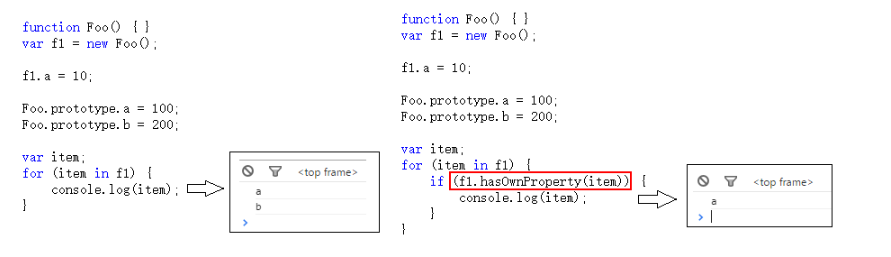 function Foo() { }
var f1 = new Foo();
f1.a = 10;
Foo.prototype.a = 100;
Foo.prototype.b = 200;
var item;
for (item in f1) {
console.log(item);
}
<top frame>
a
b
>
function Foo() { }
var f1 = new Foo();
f1.a = 10;
Foo.prototype.a = 100;
Foo.prototype.b = 200;
var item;
for (item in f1) {
if (f1.hasOwnProperty(item)) {
console.log(item);
}
}
<top frame>
a
>